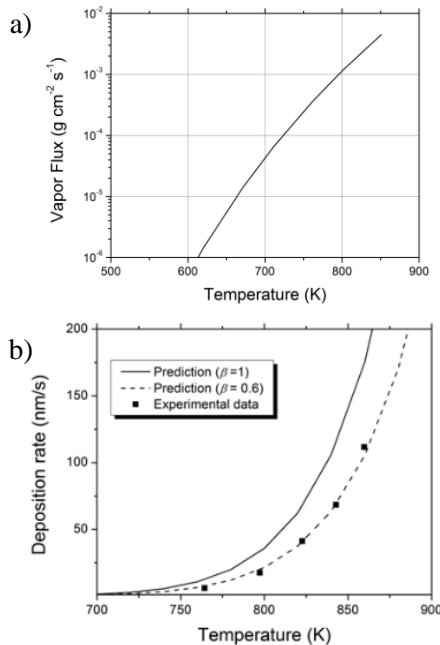 a)
10⁻²
10⁻³
10⁻⁴
10⁻⁵
10⁻⁶
Vapor Flux (g cm⁻² s⁻¹)
500 600 700 800 900
Temperature (K)
b)
200
150
100
50
Deposition rate (nm/s)
Prediction (β=1)
Prediction (β = 0.6)
Experimental data
700 750 800 850 900
Temperature (K)